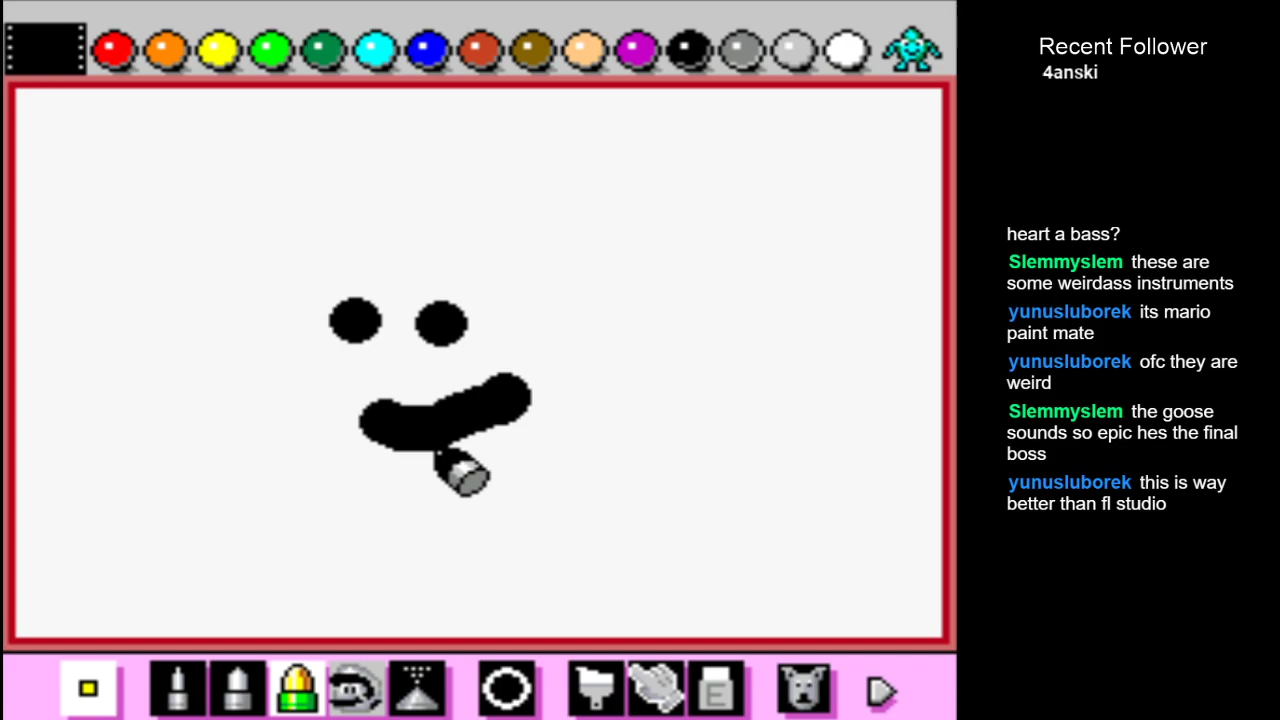 Recent Follower
4anski
heart a bass?
Slemmyslem these are
some weirdass instruments
yunusluborek its mario
paint mate
yunusluborek ofc they are
weird
Slemmyslem the goose
sounds so epic hes the final
boss
yunusluborek this is way
better than fl studio
E